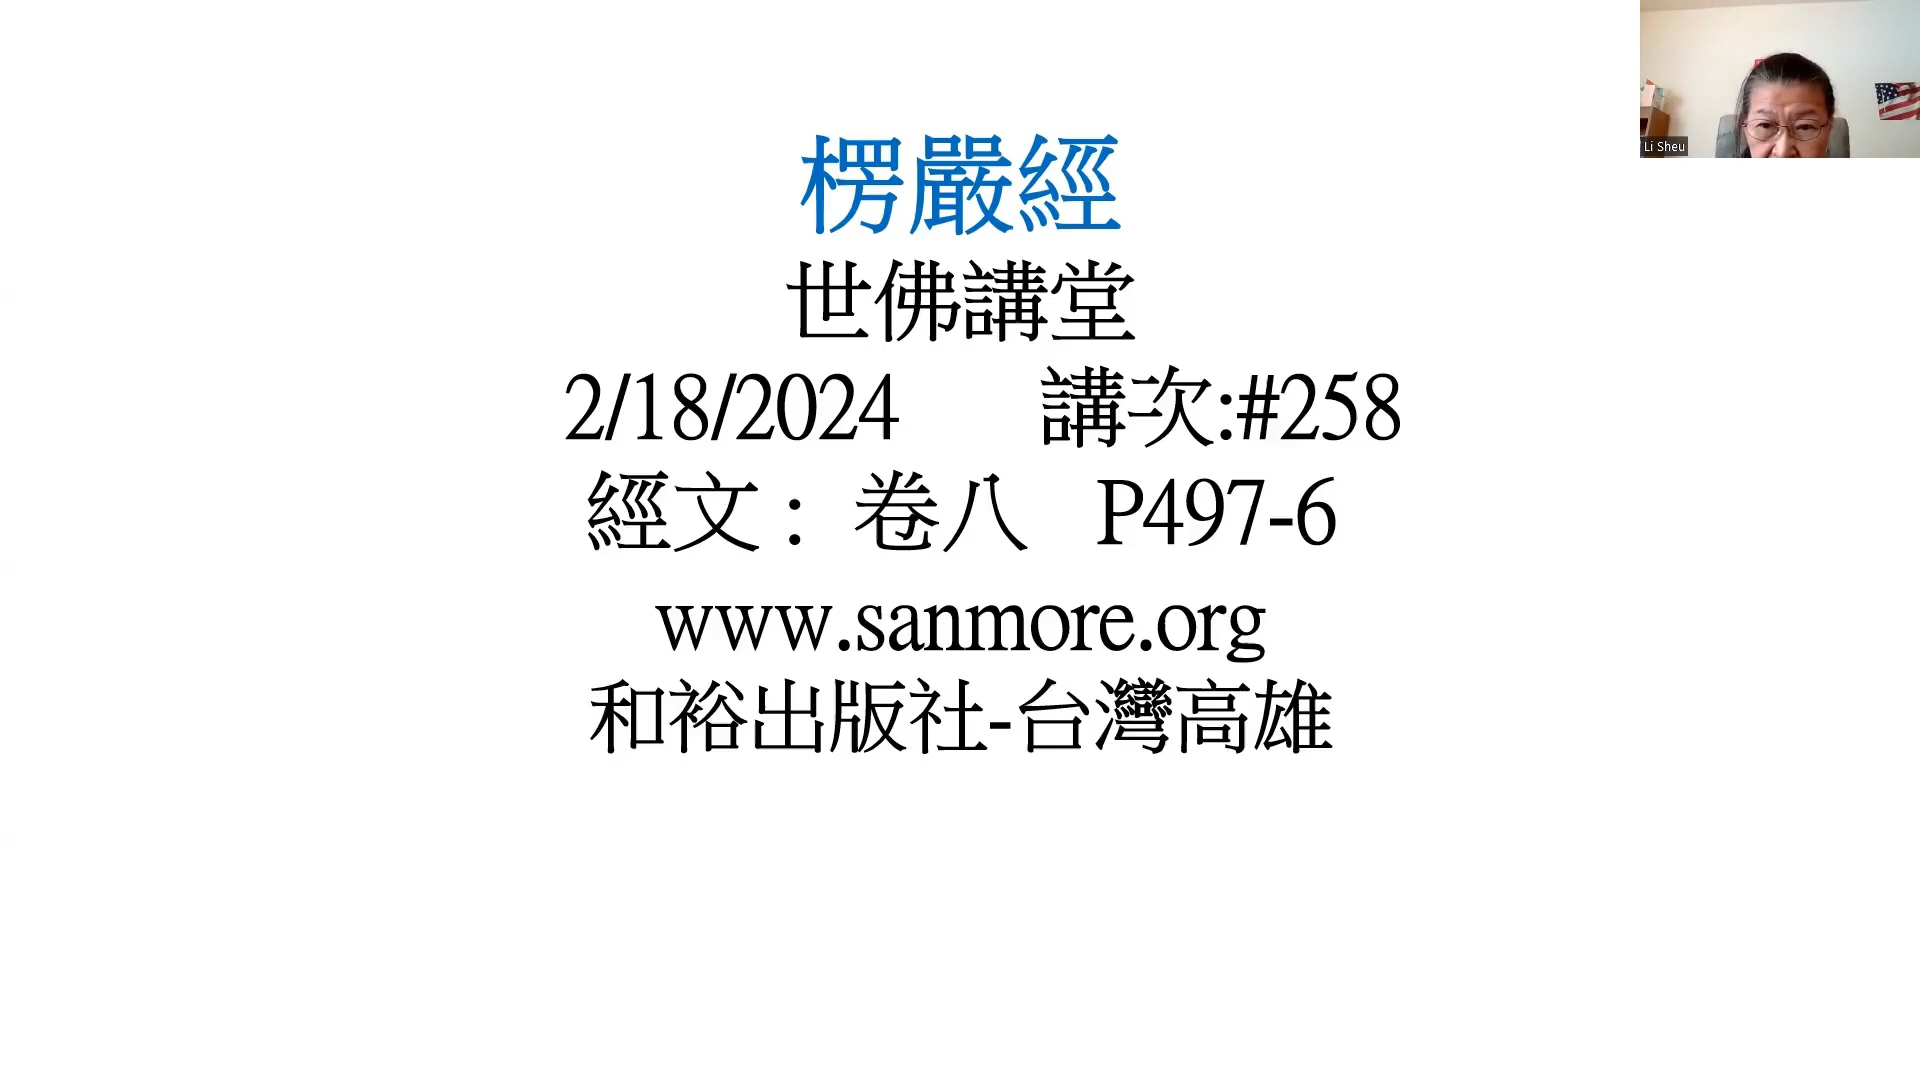 楞嚴經
世佛講堂
2/18/2024 講次:#258
經文: 卷八 P497-6
www.sanmore.org
和裕出版社-台灣高雄
Li Sheu